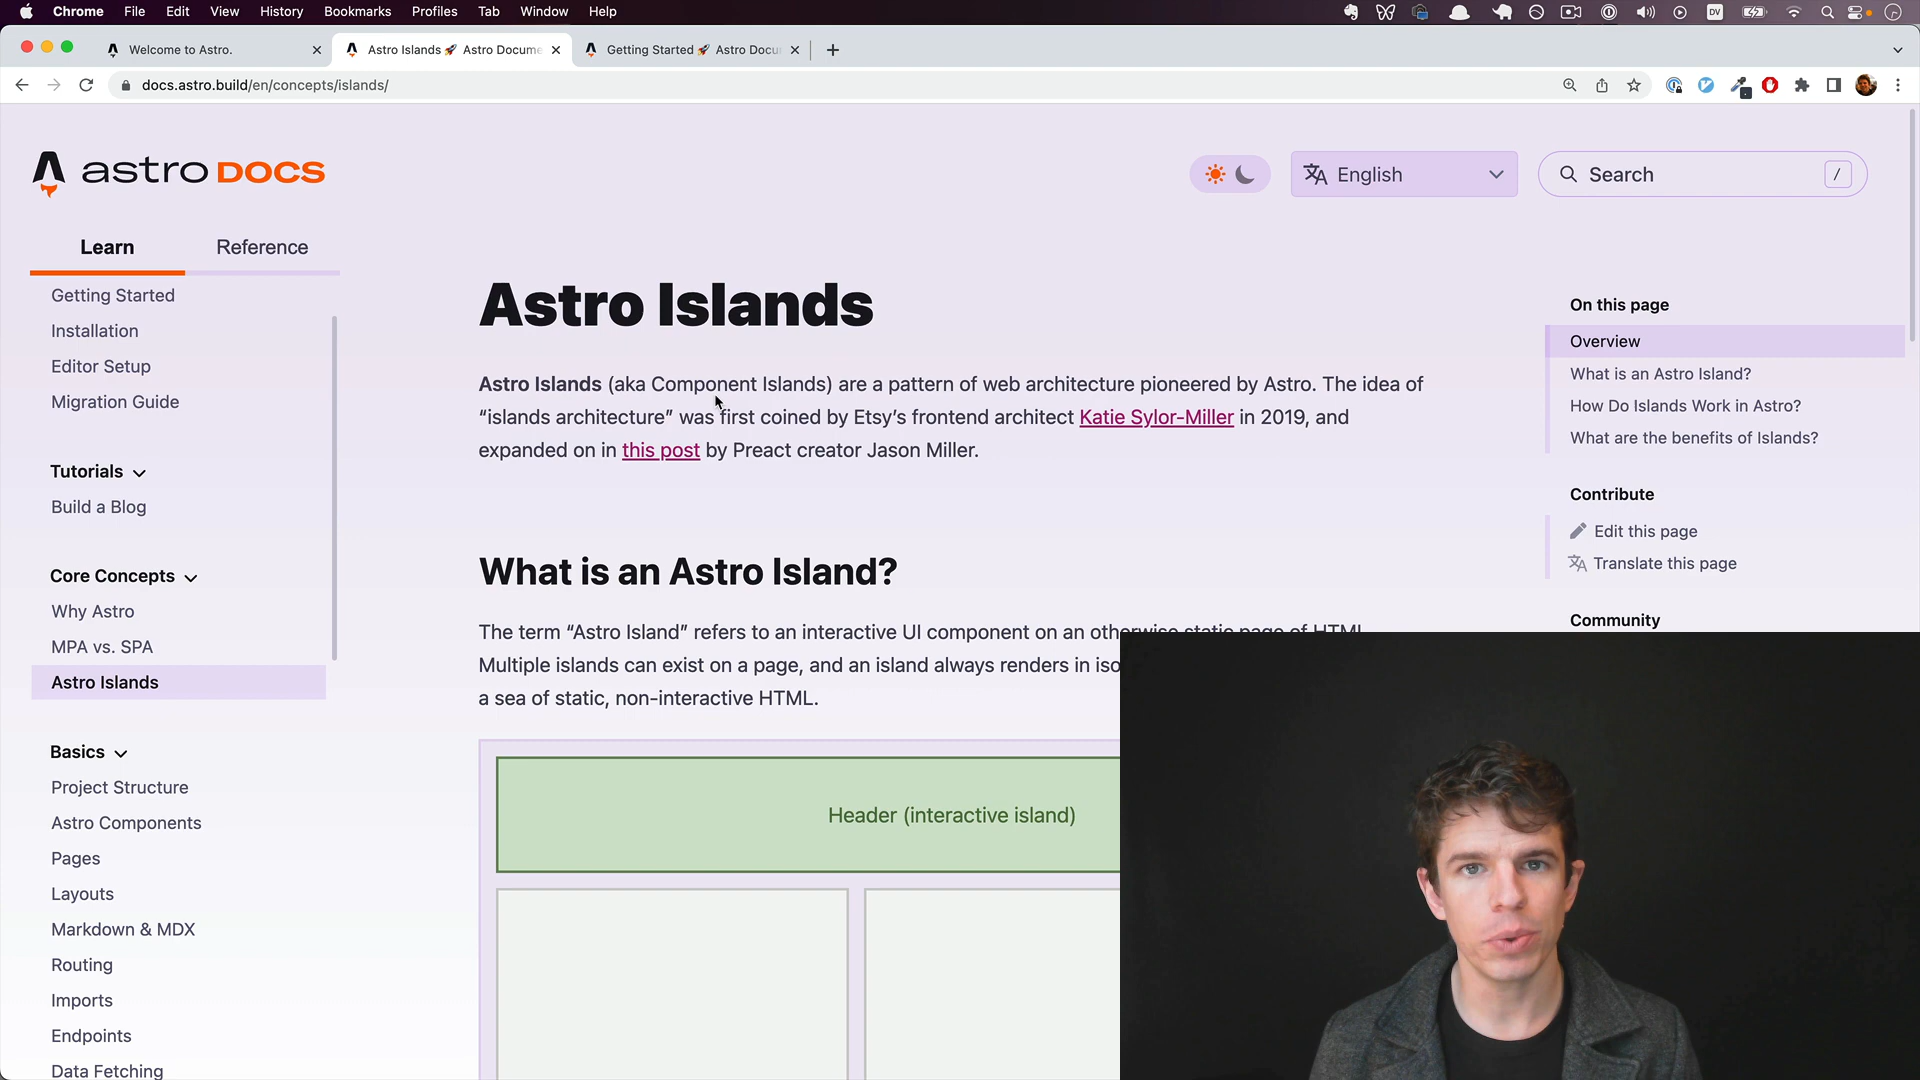 Chrome File Edit View History Bookmarks Profiles Tab Window Help
DV
Welcome to Astro.
Astro Islands 🚀 Astro Docume
Getting Started 🚀 Astro Docu
docs.astro.build/en/concepts/islands/
astro DOCS
English
Search
/
Learn
Reference
Getting Started
Installation
Editor Setup
Migration Guide
Tutorials
Build a Blog
Core Concepts
Why Astro
MPA vs. SPA
Astro Islands
Basics
Project Structure
Astro Components
Pages
Layouts
Markdown & MDX
Routing
Imports
Endpoints
Data Fetching
Astro Islands
Astro Islands (aka Component Islands) are a pattern of web architecture pioneered by Astro. The idea of
“islands architecture” was first coined by Etsy’s frontend architect Katie Sylor-Miller in 2019, and
expanded on in this post by Preact creator Jason Miller.
What is an Astro Island?
The term “Astro Island” refers to an interactive UI component on an otherwise static page of HTML.
Multiple islands can exist on a page, and an island always renders in iso
a sea of static, non-interactive HTML.
Header (interactive island)
On this page
Overview
What is an Astro Island?
How Do Islands Work in Astro?
What are the benefits of Islands?
Contribute
Edit this page
Translate this page
Community